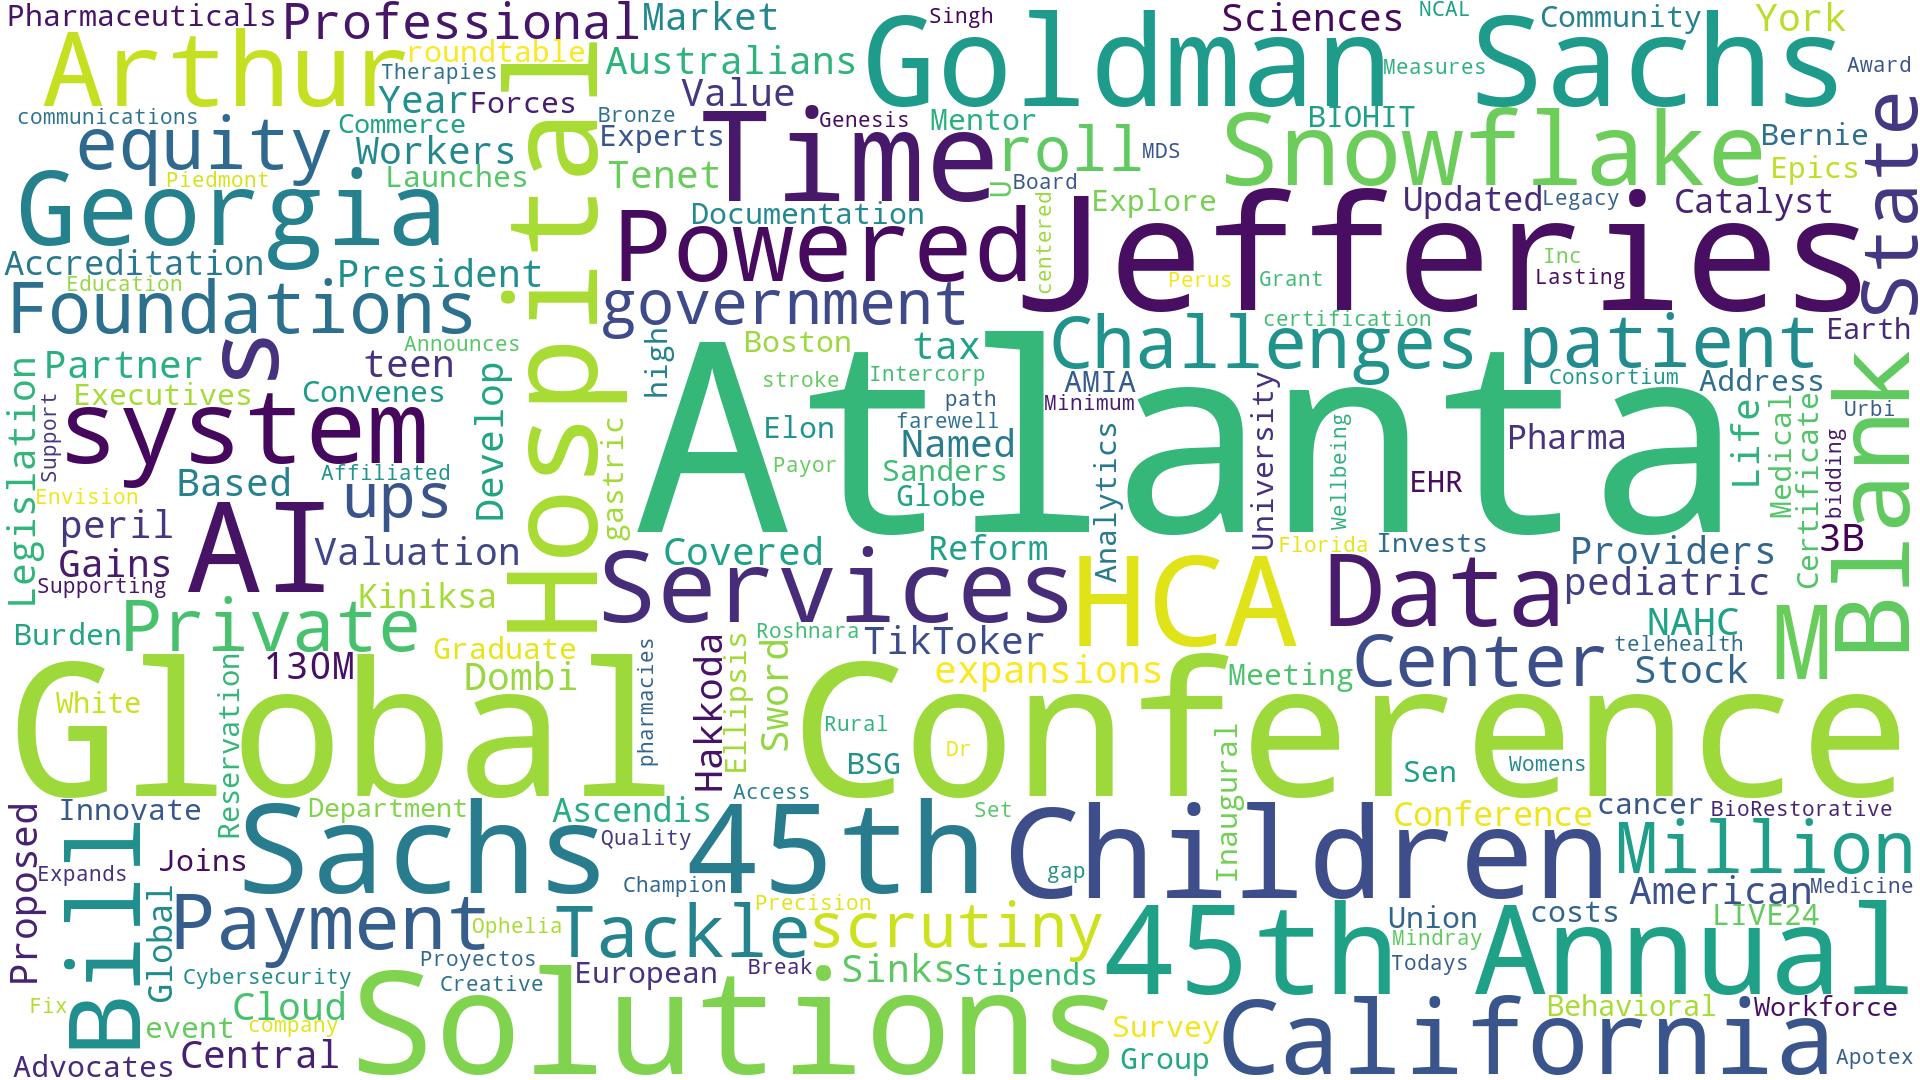 Pharmaceuticals Professional Market Singh Sciences NCAL Community York
Arthur roundtable Goldman Sachs
Therapies Australians Measures Award
Year Forces Value
communications Commerce Bronze Time Genesis Mentor BIOHIT Snowflake Bernie State
equity Workers Experts roll MDS Epics
Piedmont Launches Hospital Tenet u Board
Georgia Documentation centered Explore Jefferies Updated Legacy Catalyst
Accreditation President Powered Inc
Education Perus Grant Lasting
Foundations government certification
s Announces high Boston tax Challenges patient Earth
Legislation Partner teen Develop stroke Intercorp AMIA University Consortium Address Blank
Executives Convenes path Minimum Life Medical Certificate Urbi
Support system gastric Atlanta Elon farewell Named Analytics Wellbeing Pharma bidding
Based Affiliated Payor Sanders EHR
Envision ups Globe
peril AI Valuation Covered Reform Florida Invests Providers 3B
Gains Services HCA Data pediatric
Supporting Kiniksa
Burden Private Roshnara TikToker NAHC M
130M Graduate pharmacies Hakkoda Ellipsis Sword expansions Meeting Center telehealth Stock
Global Dombi Conference
White Reservation Rural
BSG Dr Inaugural Sen Womens
Innovate Department Ascendis Access Set Conference cancer BioRestorative
Proposed Bill Sachs Quality 45th Children Million
Joins gap
Expands Champion American Medicine
Global Payment Ophelia Tackle Precision scrutiny Union costs LIVE24
Proyectos 45th Mindray Annual
Cybersecurity Creative European Break Sinks Stipends Todays
Fix Cloud Solutions Behavioral Workforce
event company Survey California
Advocates Central Group Apotex